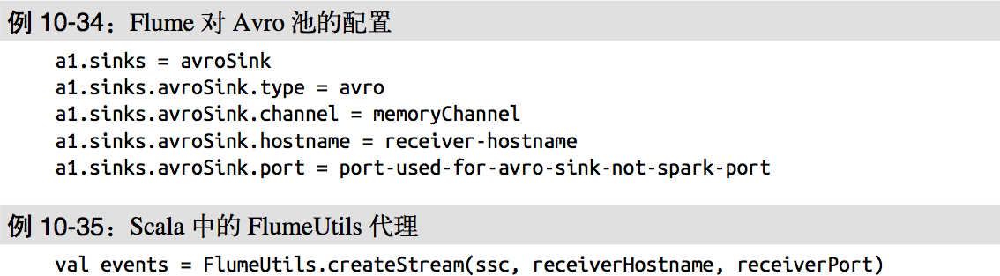 例 10-34：Flume 对 Avro 池的配置
a1.sinks = avroSink
a1.sinks.avroSink.type = avro
a1.sinks.avroSink.channel = memoryChannel
a1.sinks.avroSink.hostname = receiver-hostname
a1.sinks.avroSink.port = port-used-for-avro-sink-not-spark-port
例 10-35：Scala 中的 FlumeUtils 代理
val events = FlumeUtils.createStream(ssc, receiverHostname, receiverPort)